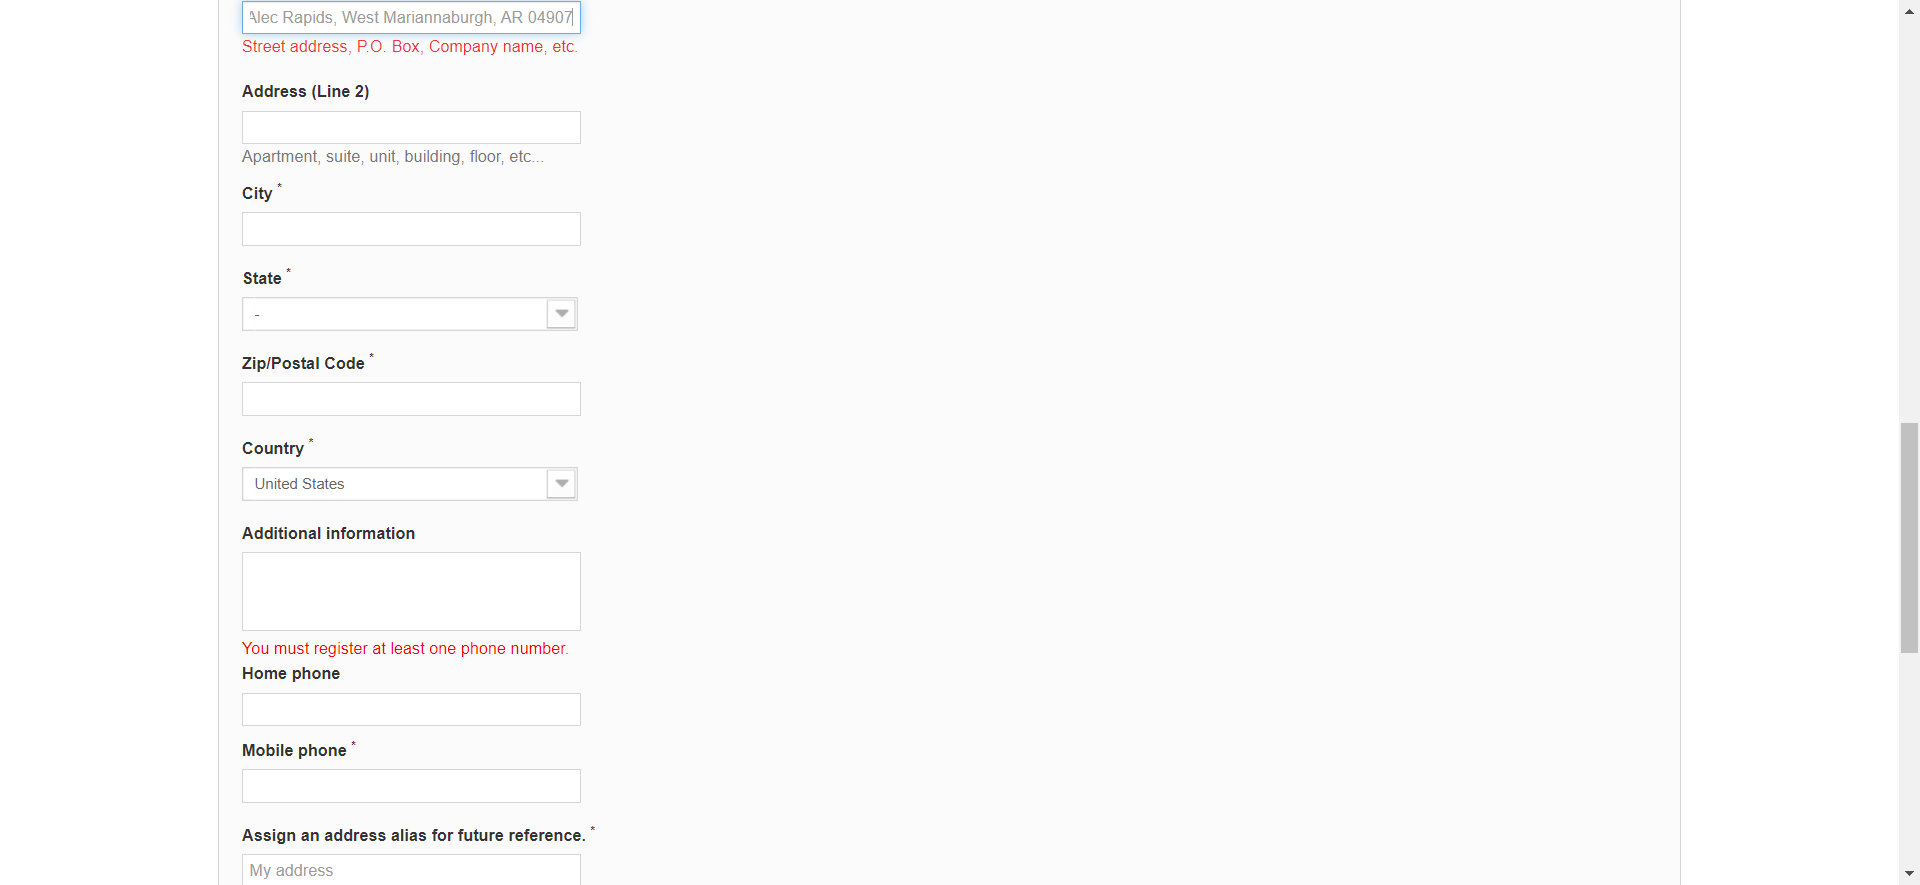 Alec Rapids, West Mariannaburgh, AR 04907
Street address, P.O. Box, Company name, etc.
Address (Line 2)
Apartment, suite, unit, building, floor, etc...
City *
State *
-
Zip/Postal Code *
Country *
United States
Additional information
You must register at least one phone number.
Home phone
Mobile phone *
Assign an address alias for future reference. *
My address